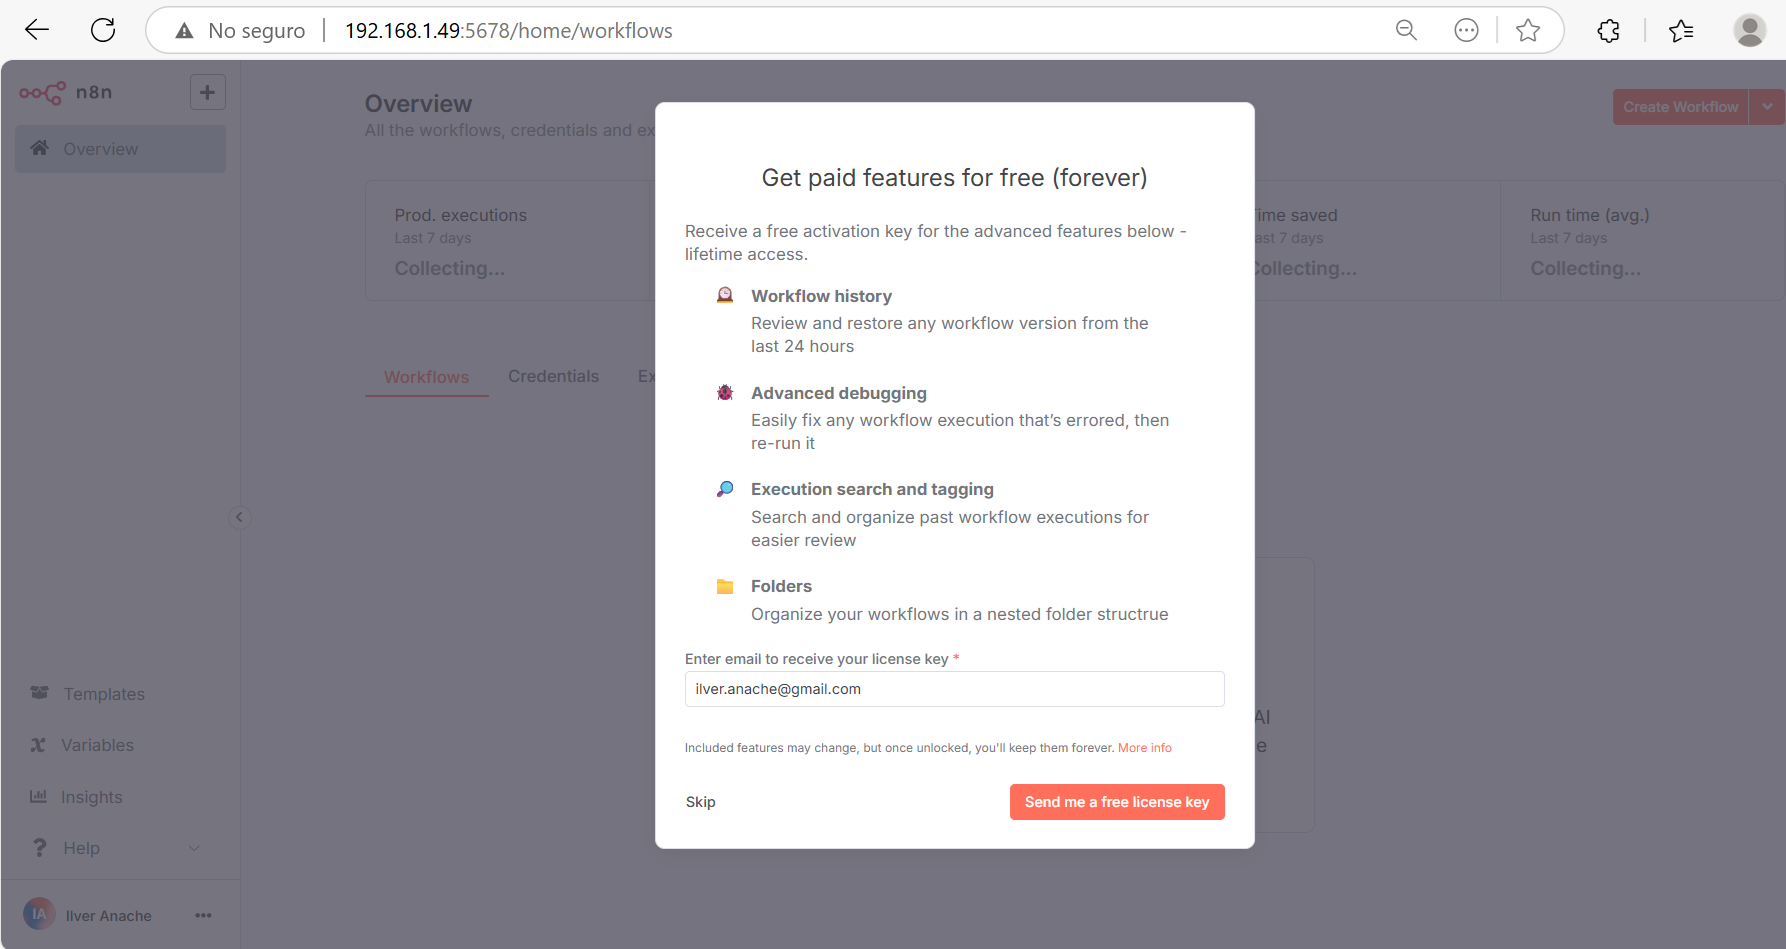 No seguro
192.168.1.49:5678/home/workflows
n8n
Overview
Overview
All the workflows, credentials and ex
Create Workflow
Prod. executions
Last 7 days
Collecting...
ime saved
ast 7 days
ollecting...
Run time (avg.)
Last 7 days
Collecting...
Workflows
Credentials
Ex
AI
e
Get paid features for free (forever)
Receive a free activation key for the advanced features below -
lifetime access.
Workflow history
Review and restore any workflow version from the
last 24 hours
Advanced debugging
Easily fix any workflow execution that's errored, then
re-run it
Execution search and tagging
Search and organize past workflow executions for
easier review
Folders
Organize your workflows in a nested folder structrue
Enter email to receive your license key *
ilver.anache@gmail.com
Included features may change, but once unlocked, you'll keep them forever. More info
Skip
Send me a free license key
Templates
Variables
Insights
Help
IA
Ilver Anache